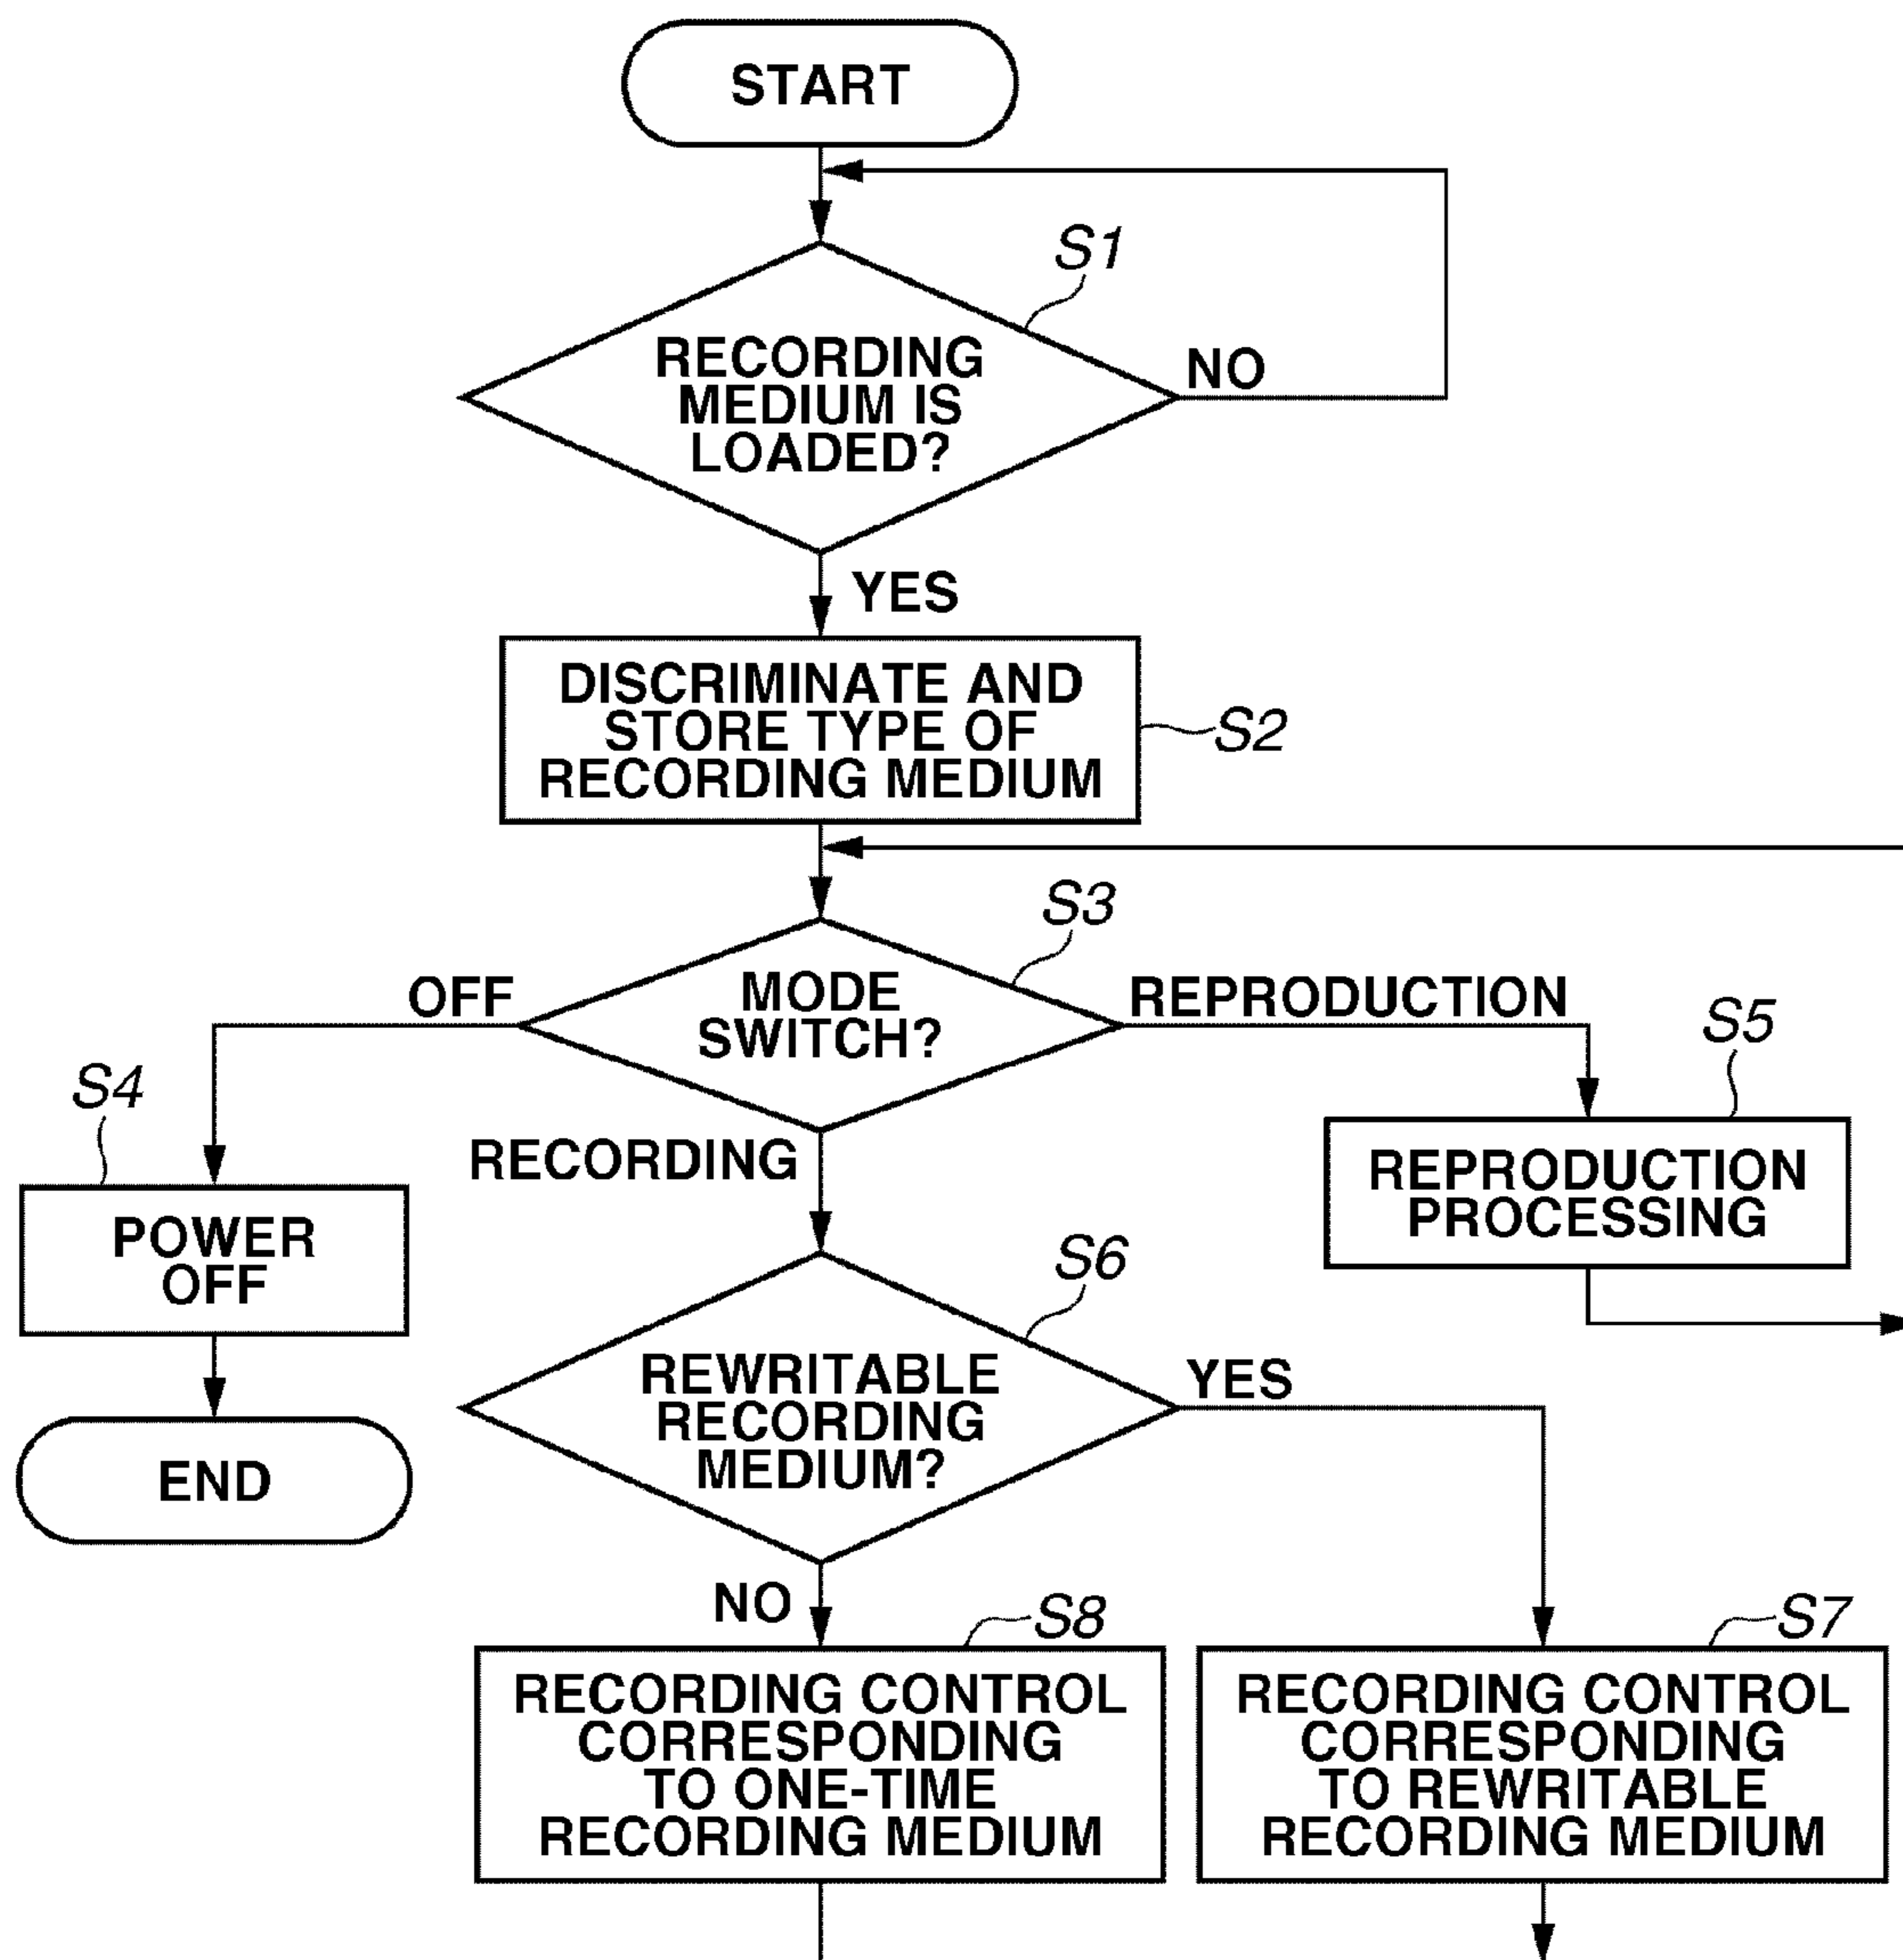 START
S1
RECORDING
MEDIUM IS
LOADED?
NO
YES
DISCRIMINATE AND
STORE TYPE OF
RECORDING MEDIUM
S2
S3
MODE
SWITCH?
OFF
REPRODUCTION
S4
S5
POWER
OFF
RECORDING
REPRODUCTION
PROCESSING
S6
REWRITABLE
RECORDING
MEDIUM?
YES
END
NO
S8
S7
RECORDING CONTROL
CORRESPONDING
TO ONE-TIME
RECORDING MEDIUM
RECORDING CONTROL
CORRESPONDING
TO REWRITABLE
RECORDING MEDIUM